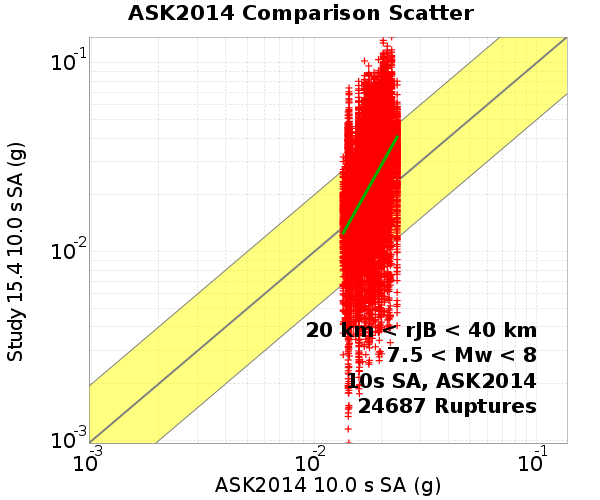 ASK2014 Comparison Scatter
Study 15.4 10.0 s SA (g)
10-1
10-2
10-3
20 km < rJB < 40 km
7.5 < Mw < 8
10s SA, ASK2014
24687 Ruptures
10-3 10-2 10-1
ASK2014 10.0 s SA (g)